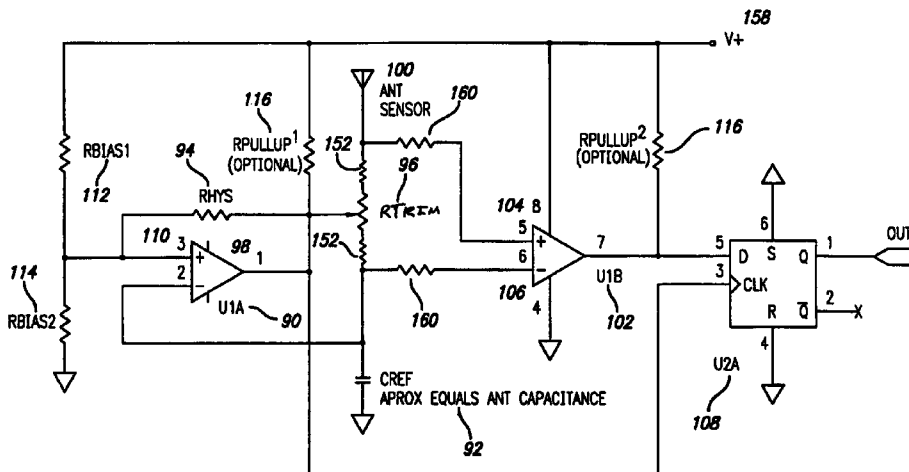 158
V+
100
ANT
SENSOR
160
116
RPULLUP1
(OPTIONAL)
RPULLUP2
(OPTIONAL)
116
RBIAS1
112
94
RHYS
152
96
RTRIM
104 8
5
+
6
-
7
106
4
U1B
102
110
3
+
2
-
98
1
U1A
90
152
160
114
RBIAS2
6
S
5
D
Q
1
OUT
3
CLK
Q
2
X
R
4
U2A
108
CREF
APROX EQUALS ANT CAPACITANCE
92